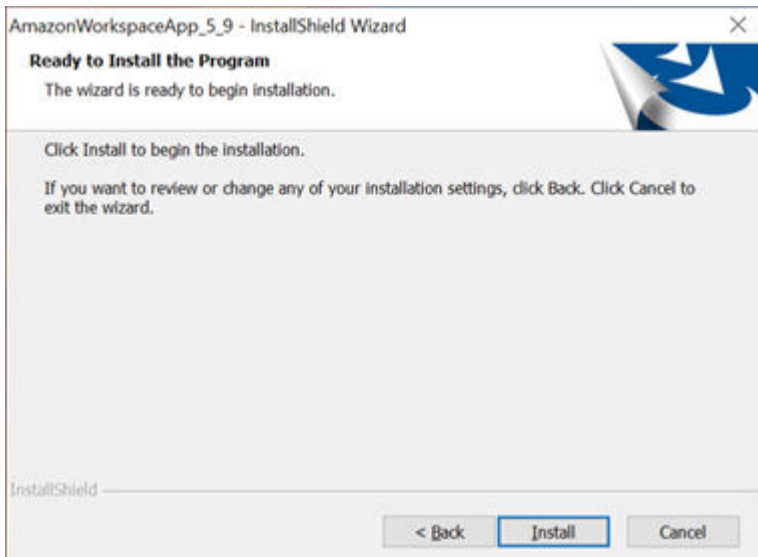 AmazonWorkspaceApp_5_9 - InstallShield Wizard
Ready to Install the Program
The wizard is ready to begin installation.
Click Install to begin the installation.
If you want to review or change any of your installation settings, click Back. Click Cancel to
exit the wizard.
InstallShield
< Back
Install
Cancel